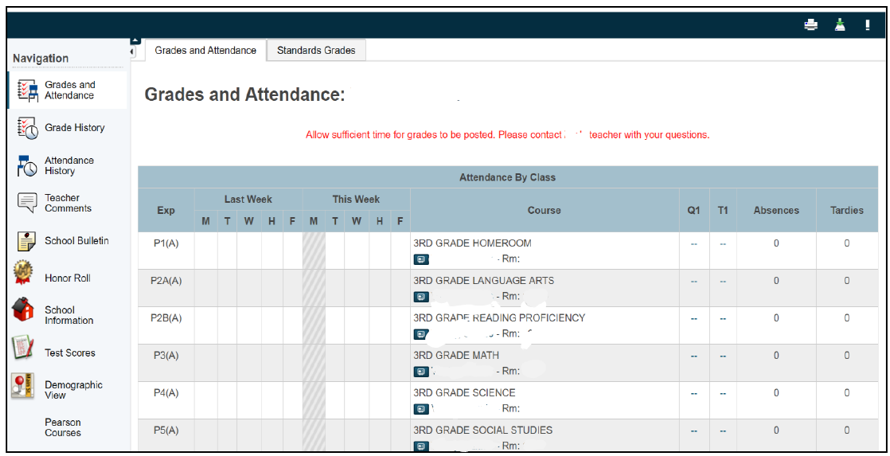 Grades and Attendance
Standards Grades
Navigation
Grades and
Attendance
Grade History
Attendance
History
Teacher
Comments
School Bulletin
Honor Roll
School
Information
Test Scores
Demographic
View
Pearson
Courses
Grades and Attendance:
Allow sufficient time for grades to be posted. Please contact teacher with your questions.
Attendance By Class
Exp Last Week This Week Course Q1 T1 Absences Tardies
M T W H F M T W H F
P1(A) 3RD GRADE HOMEROOM -- -- 0 0
- Rm:
P2A(A) 3RD GRADE LANGUAGE ARTS -- -- 0 0
- Rm:
P2B(A) 3RD GRADE READING PROFICIENCY -- -- 0 0
- Rm:
P3(A) 3RD GRADE MATH -- -- 0 0
- Rm:
P4(A) 3RD GRADE SCIENCE -- -- 0 0
Rm:
P5(A) 3RD GRADE SOCIAL STUDIES -- -- 0 0
- Rm: